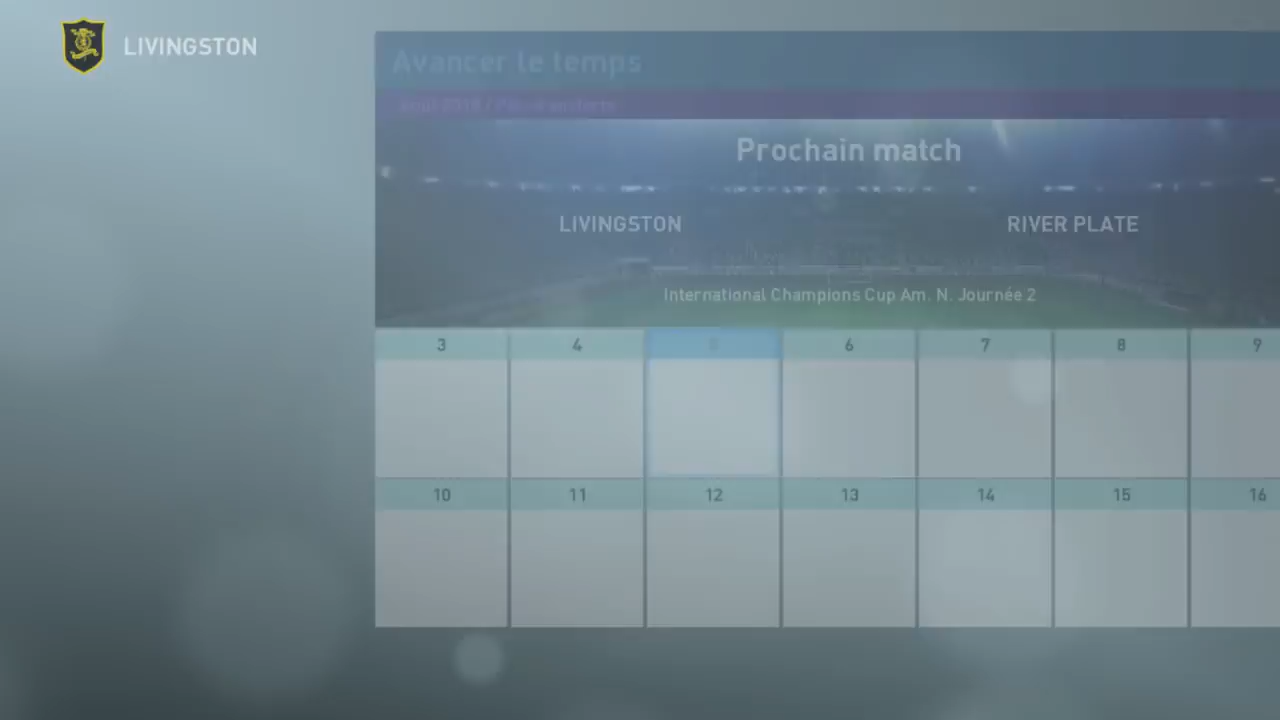 LIVINGSTON
Avancer le temps
Prochain match
LIVINGSTON RIVER PLATE
International Champions Cup Am. N. Journée 2
3 4 5 6 7 8 9
10 11 12 13 14 15 16